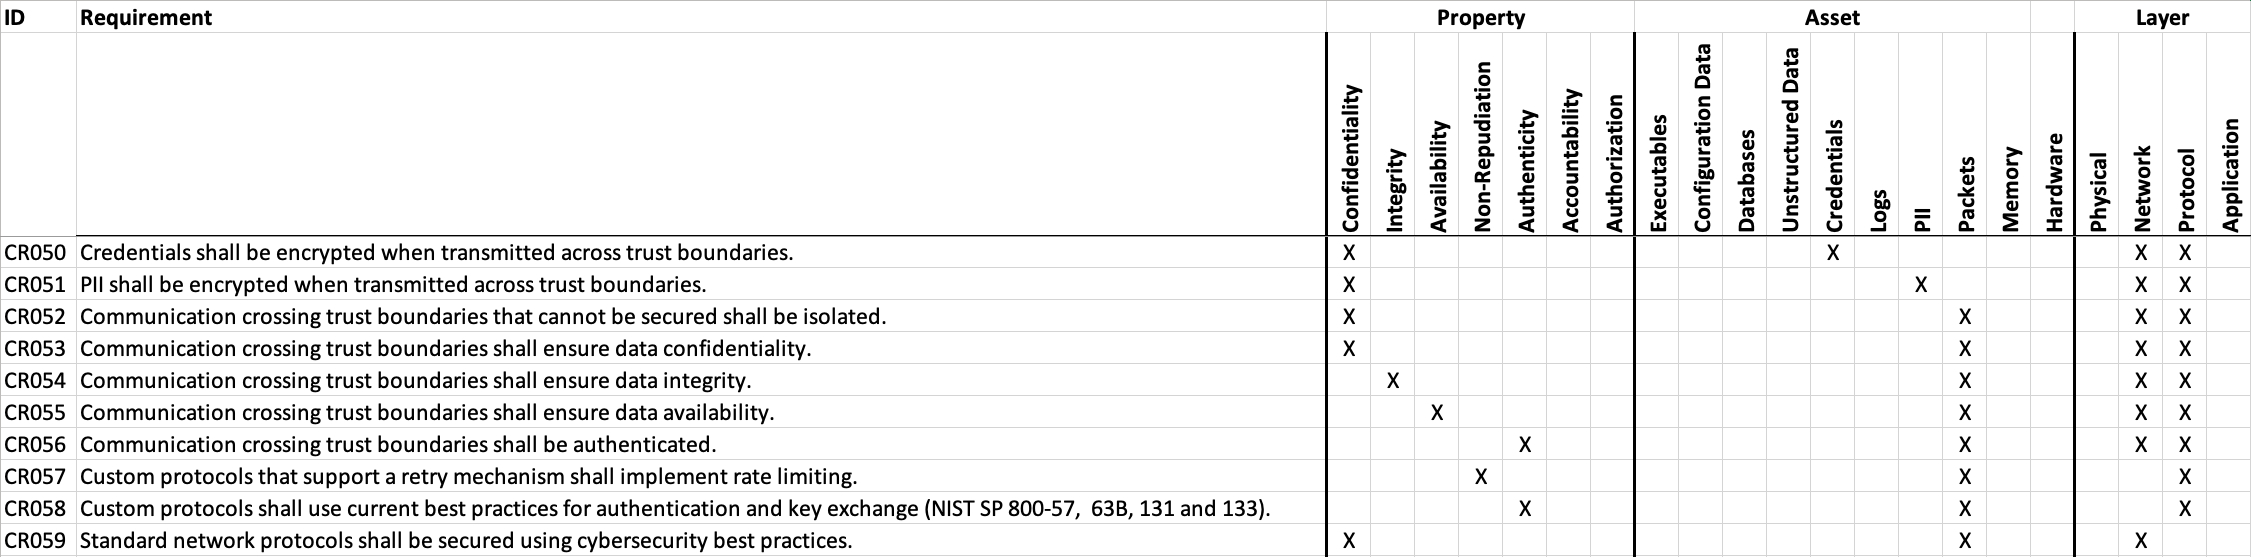 ID Requirement Property Asset Layer
Confidentiality Integrity Availability Non-Repudiation Authenticity Accountability Authorization Executables Configuration Data Databases Unstructured Data Credentials Logs PII Packets Memory Hardware Physical Network Protocol Application
CR050 Credentials shall be encrypted when transmitted across trust boundaries. X X X X
CR051 PII shall be encrypted when transmitted across trust boundaries. X X X X
CR052 Communication crossing trust boundaries that cannot be secured shall be isolated. X X X X
CR053 Communication crossing trust boundaries shall ensure data confidentiality. X X X X
CR054 Communication crossing trust boundaries shall ensure data integrity. X X X X
CR055 Communication crossing trust boundaries shall ensure data availability. X X X X
CR056 Communication crossing trust boundaries shall be authenticated. X X X X
CR057 Custom protocols that support a retry mechanism shall implement rate limiting. X X X
CR058 Custom protocols shall use current best practices for authentication and key exchange (NIST SP 800-57, 63B, 131 and 133). X X X
CR059 Standard network protocols shall be secured using cybersecurity best practices. X X X